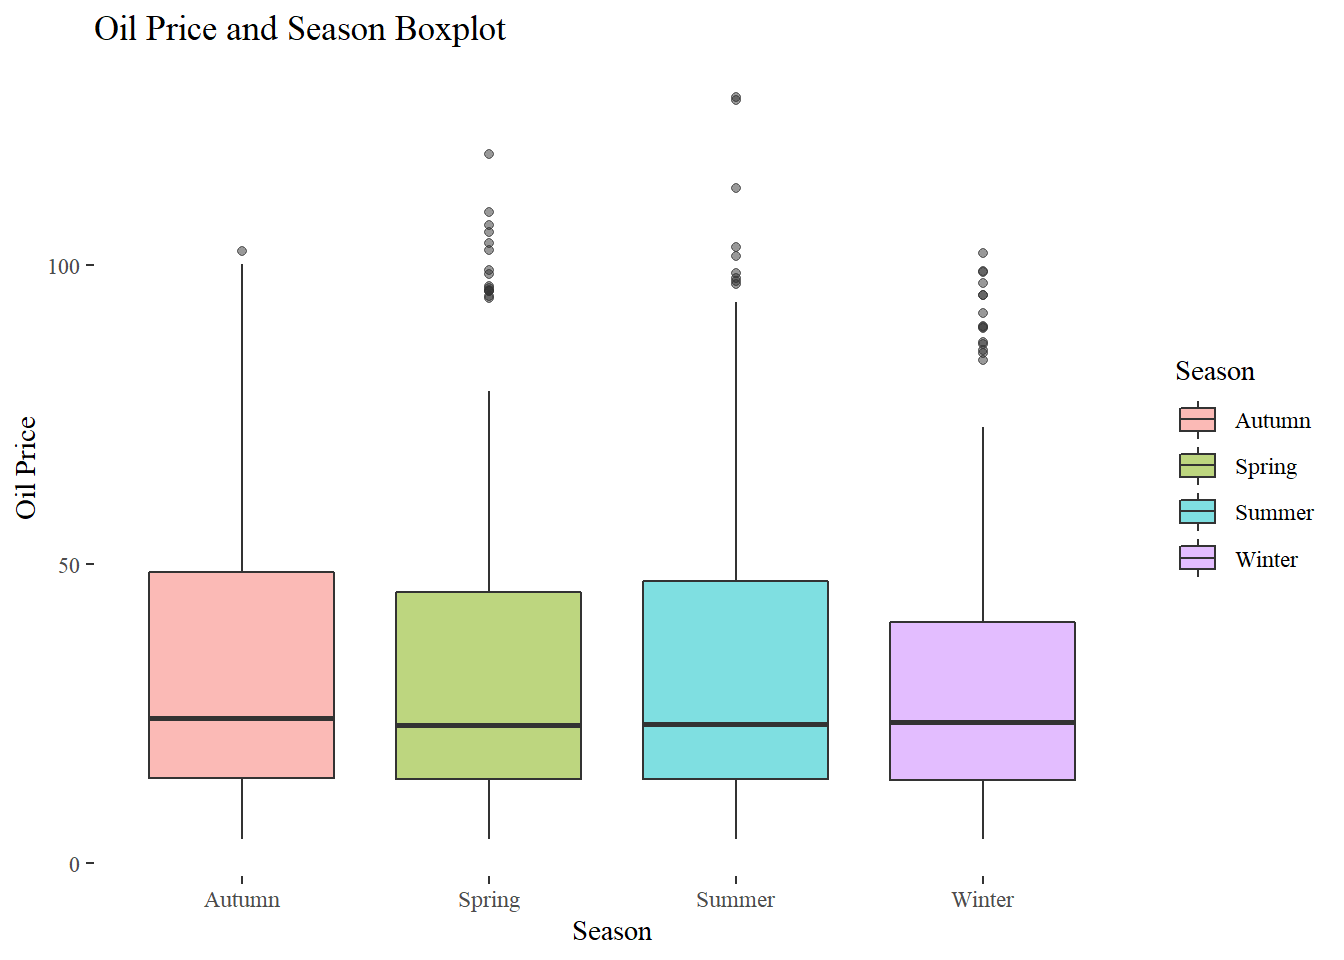 Oil Price and Season Boxplot
100
50
0
Oil Price
Autumn
Spring
Summer
Winter
Season
Season
Autumn
Spring
Summer
Winter